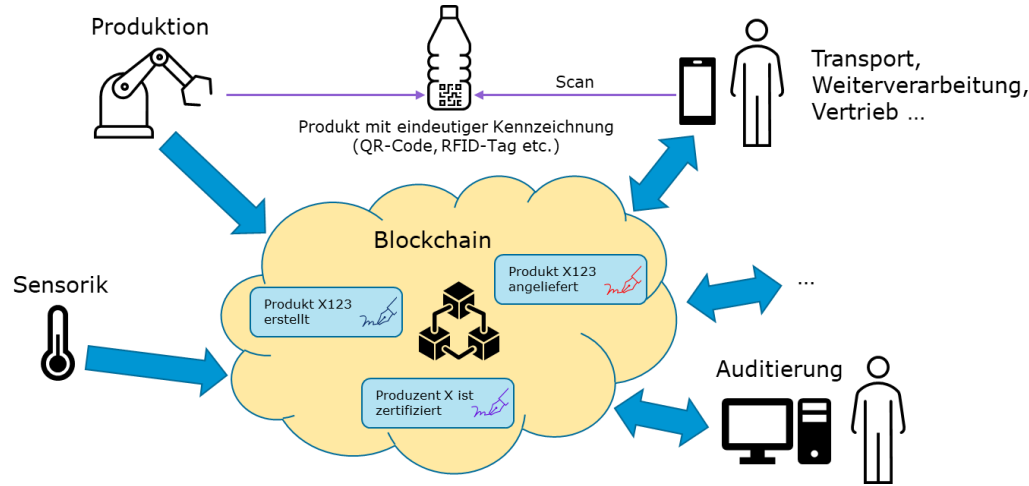 Produktion
Scan
Transport,
Weiterverarbeitung,
Vertrieb ...
Produkt mit eindeutiger Kennzeichnung
(QR-Code, RFID-Tag etc.)
Blockchain
Sensorik
Produkt X123
erstellt
Produkt X123
angeliefert
...
Produzent X ist
zertifiziert
Auditierung